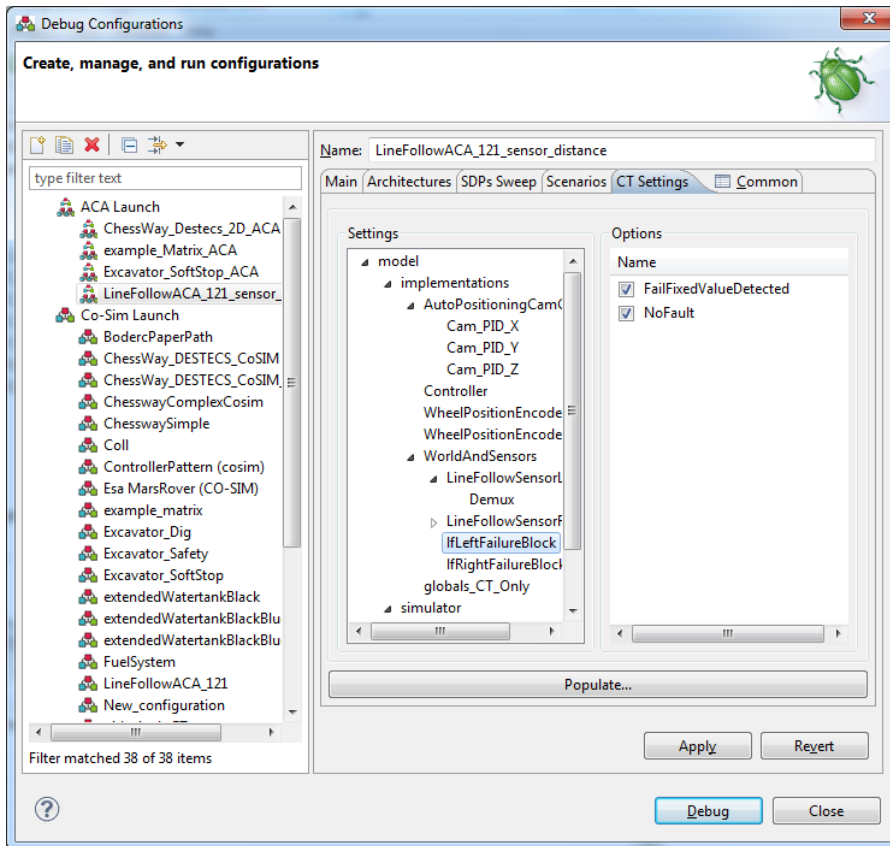 Debug Configurations
Create, manage, and run configurations
type filter text
ACA Launch
ChessWay_Destecs_2D_ACA
example_Matrix_ACA
Excavator_SoftStop_ACA
LineFollowACA_121_sensor_
Co-Sim Launch
BodercPaperPath
ChessWay_DESTECS_CoSIM
ChessWay_DESTECS_CoSIM_
ChesswayComplexCosim
ChesswaySimple
Coll
ControllerPattern (cosim)
Esa MarsRover (CO-SIM)
example_matrix
Excavator_Dig
Excavator_Safety
Excavator_SoftStop
extendedWatertankBlack
extendedWatertankBlackBlu
extendedWatertankBlackBlu
FuelSystem
LineFollowACA_121
New_configuration
Filter matched 38 of 38 items
Name: LineFollowACA_121_sensor_distance
Main Architectures SDPs Sweep Scenarios CT Settings Common
Settings
model
implementations
AutoPositioningCamC
Cam_PID_X
Cam_PID_Y
Cam_PID_Z
Controller
WheelPositionEncode
WheelPositionEncode
WorldAndSensors
LineFollowSensorL
Demux
LineFollowSensorR
lfLeftFailureBlock
lfRightFailureBlock
globals_CT_Only
simulator
Options
Name
FailFixedValueDetected
NoFault
Populate...
Apply Revert
? Debug Close